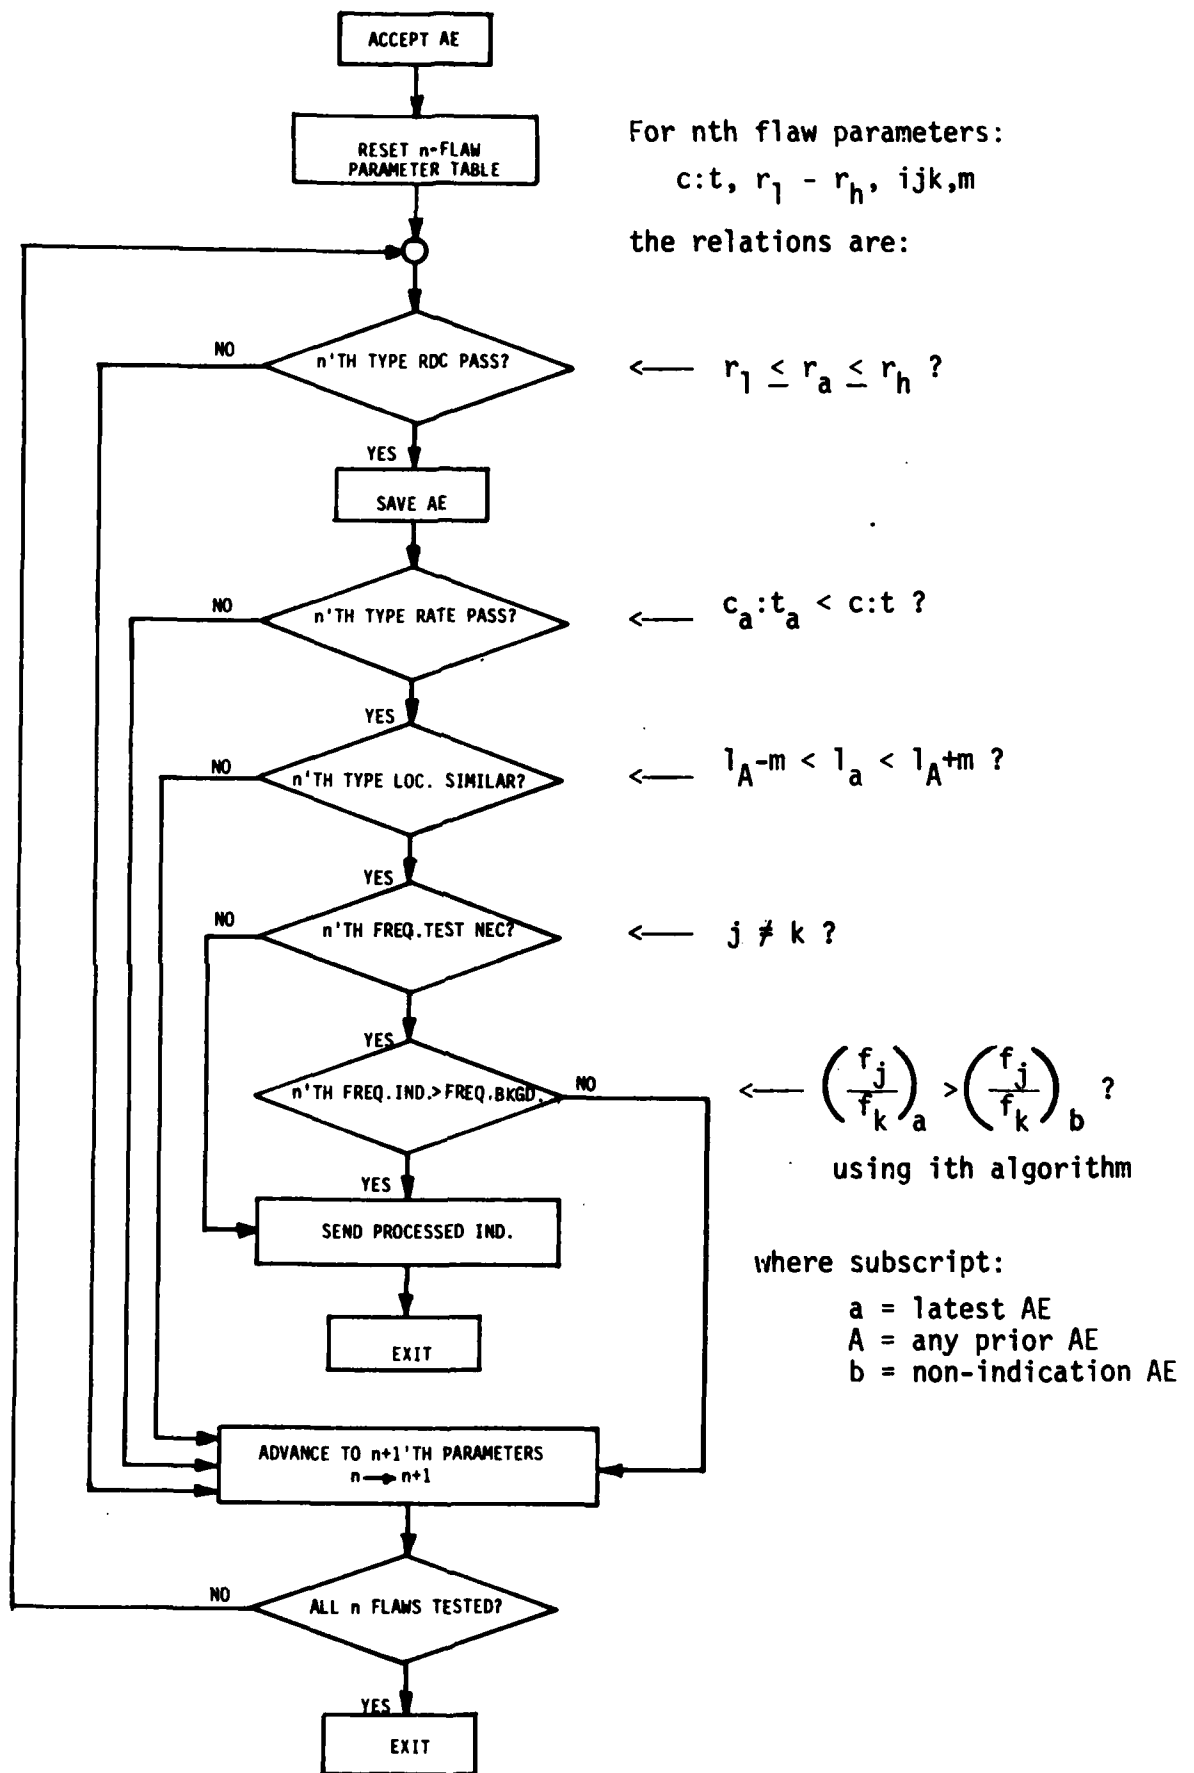 ACCEPT AE
RESET n-FLAW
PARAMETER TABLE
For nth flaw parameters:
c:t, r_l - r_h, ijk,m
the relations are:
n'TH TYPE RDC PASS?
NO
<— r_l ≤ r_a ≤ r_h ?
YES
SAVE AE
n'TH TYPE RATE PASS?
NO
<— c_a:t_a < c:t ?
YES
n'TH TYPE LOC. SIMILAR?
NO
<— l_A-m < l_a < l_A+m ?
YES
n'TH FREQ.TEST NEC?
NO
<— j ≠ k ?
YES
n'TH FREQ.IND.>FREQ.BKGD.
NO
<— (f_j/f_k)_a > (f_j/f_k)_b ?
using ith algorithm
YES
SEND PROCESSED IND.
EXIT
where subscript:
a = latest AE
A = any prior AE
b = non-indication AE
ADVANCE TO n+1'TH PARAMETERS
n → n+1
ALL n FLAWS TESTED?
NO
YES
EXIT